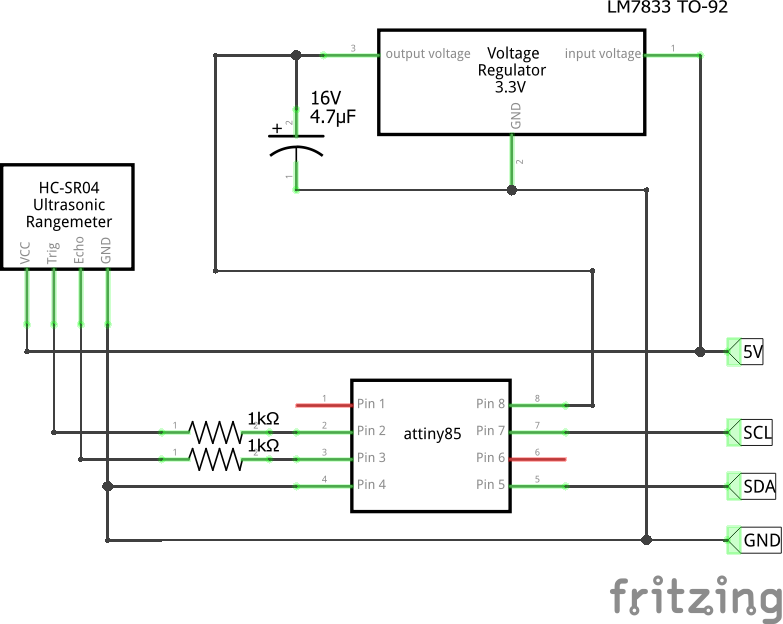 LM7833 TO-92
3
output voltage
Voltage
Regulator
3.3V
input voltage
1
GND
2
16V
4.7µF
+
2
1
HC-SR04
Ultrasonic
Rangemeter
VCC
Trig
Echo
GND
5V
1
Pin 1
Pin 8
8
1kΩ
1
2
2
Pin 2
attiny85
Pin 7
7
SCL
1kΩ
1
2
3
Pin 3
Pin 6
6
4
Pin 4
Pin 5
5
SDA
GND
fritzing